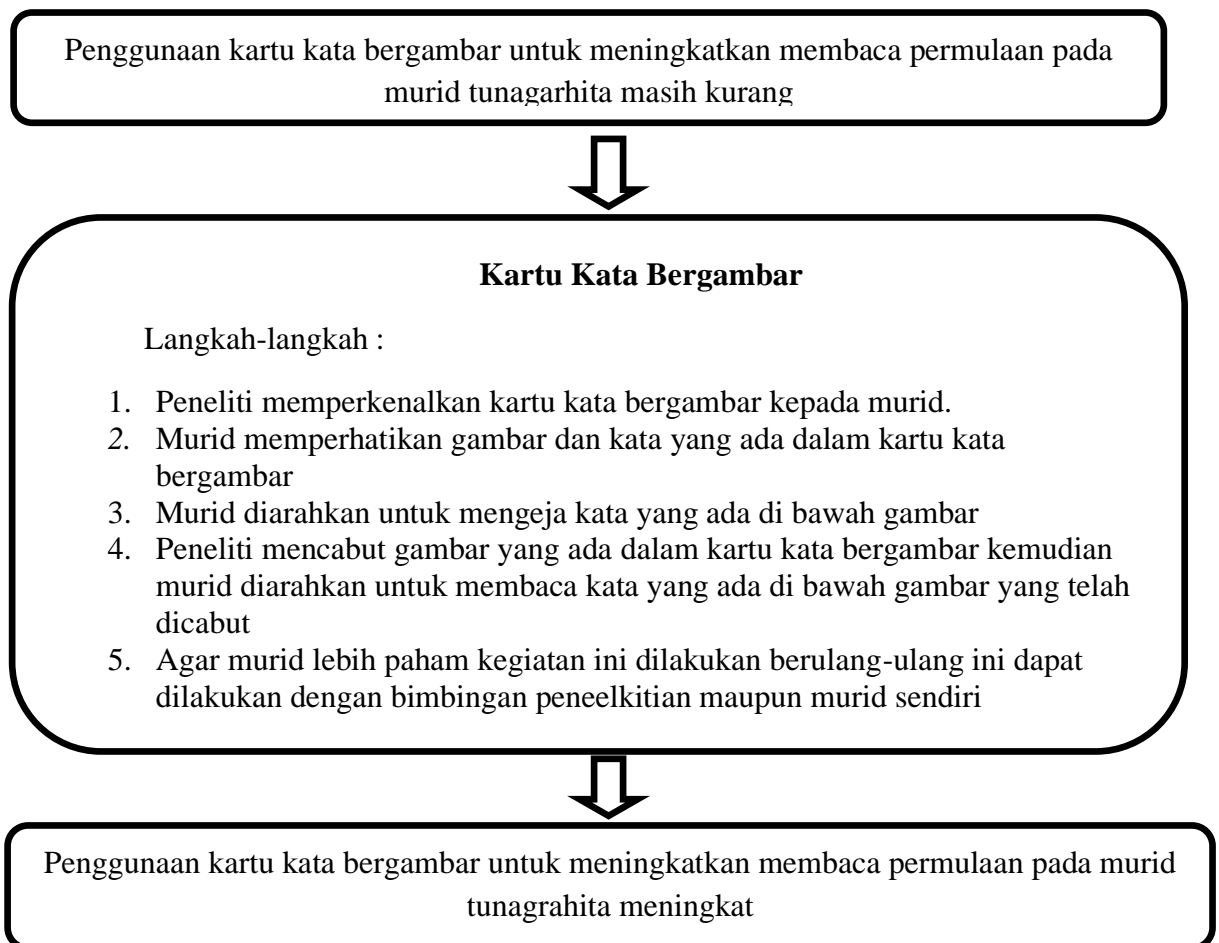 Penggunaan kartu kata bergambar untuk meningkatkan membaca permulaan pada
murid tunagarhita masih kurang
Kartu Kata Bergambar
Langkah-langkah :
1. Peneliti memperkenalkan kartu kata bergambar kepada murid.
2. Murid memperhatikan gambar dan kata yang ada dalam kartu kata
bergambar
3. Murid diarahkan untuk mengeja kata yang ada di bawah gambar
4. Peneliti mencabut gambar yang ada dalam kartu kata bergambar kemudian
murid diarahkan untuk membaca kata yang ada di bawah gambar yang telah
dicabut
5. Agar murid lebih paham kegiatan ini dilakukan berulang-ulang ini dapat
dilakukan dengan bimbingan peneelkitian maupun murid sendiri
Penggunaan kartu kata bergambar untuk meningkatkan membaca permulaan pada murid
tunagrahita meningkat